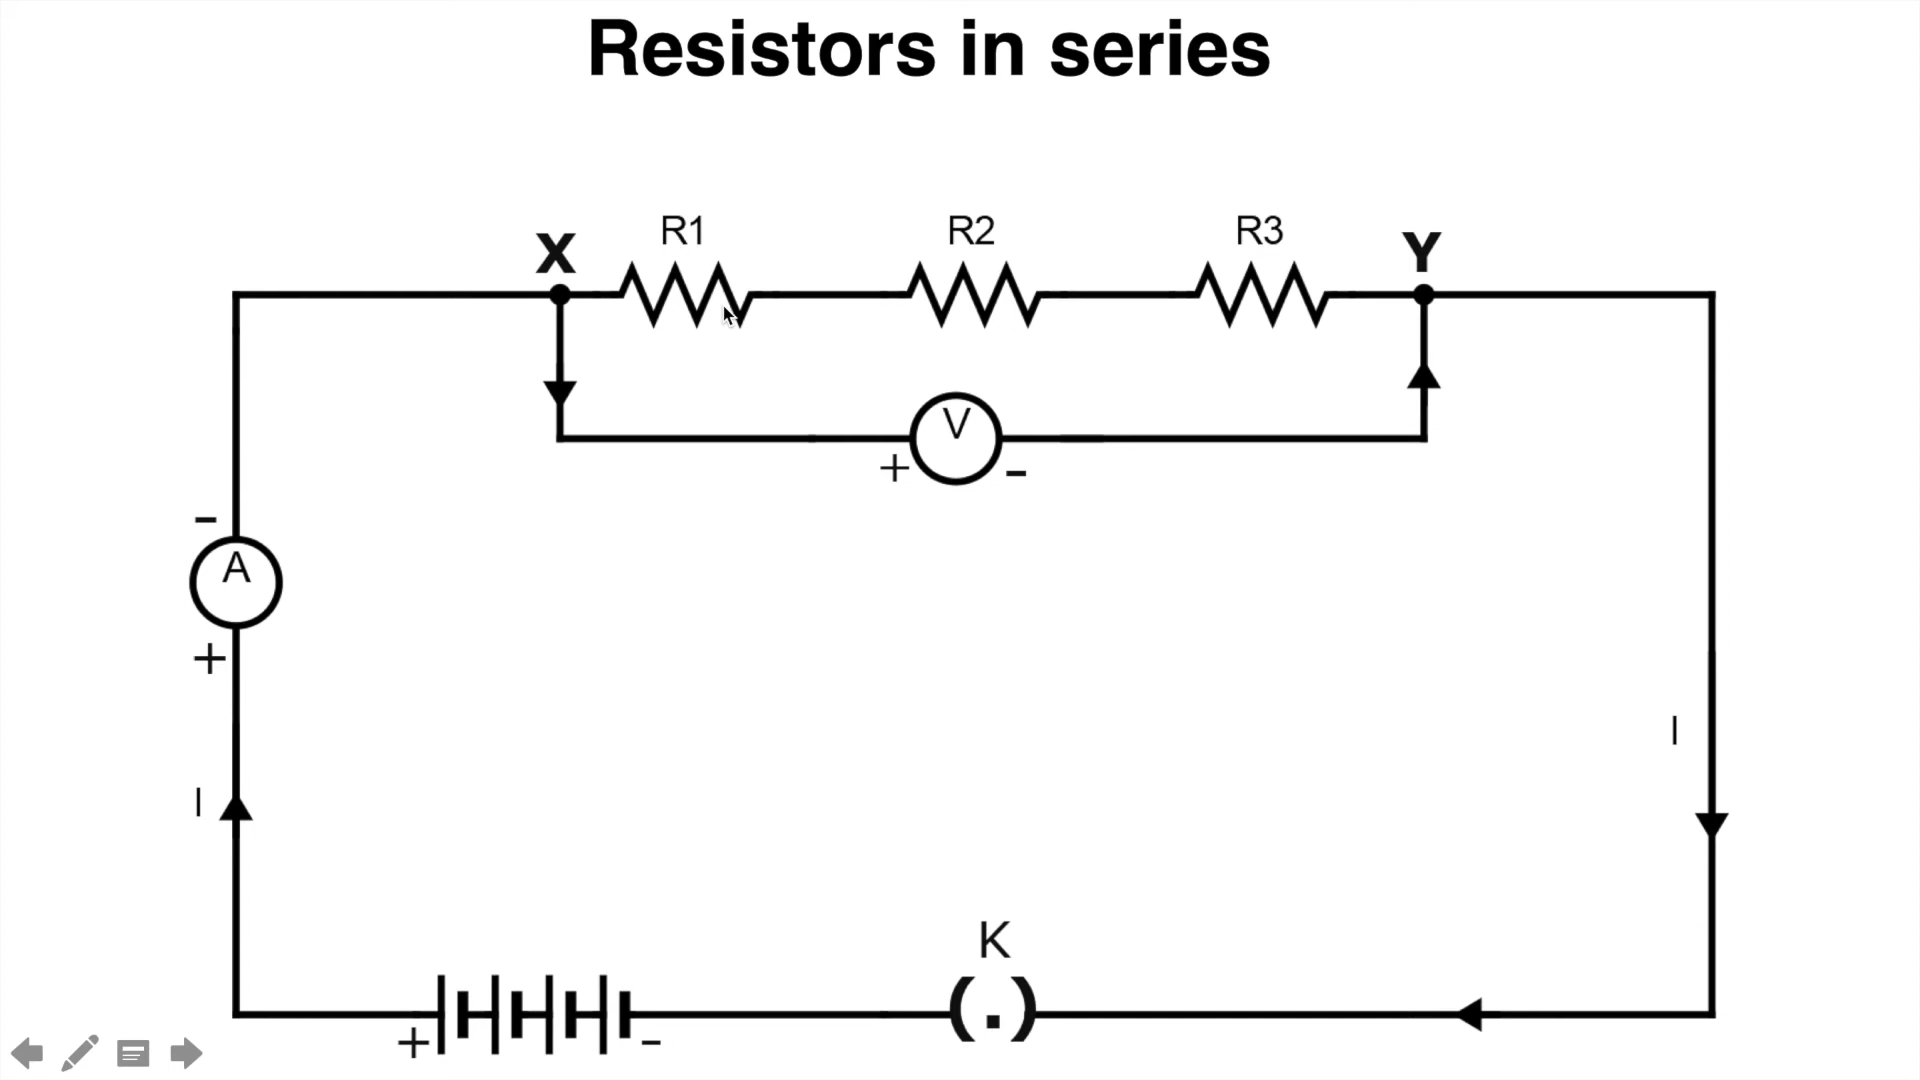 Resistors in series
X R1 R2 R3 Y
V
+ -
-
A
+
I
I
K
(.)
+ -